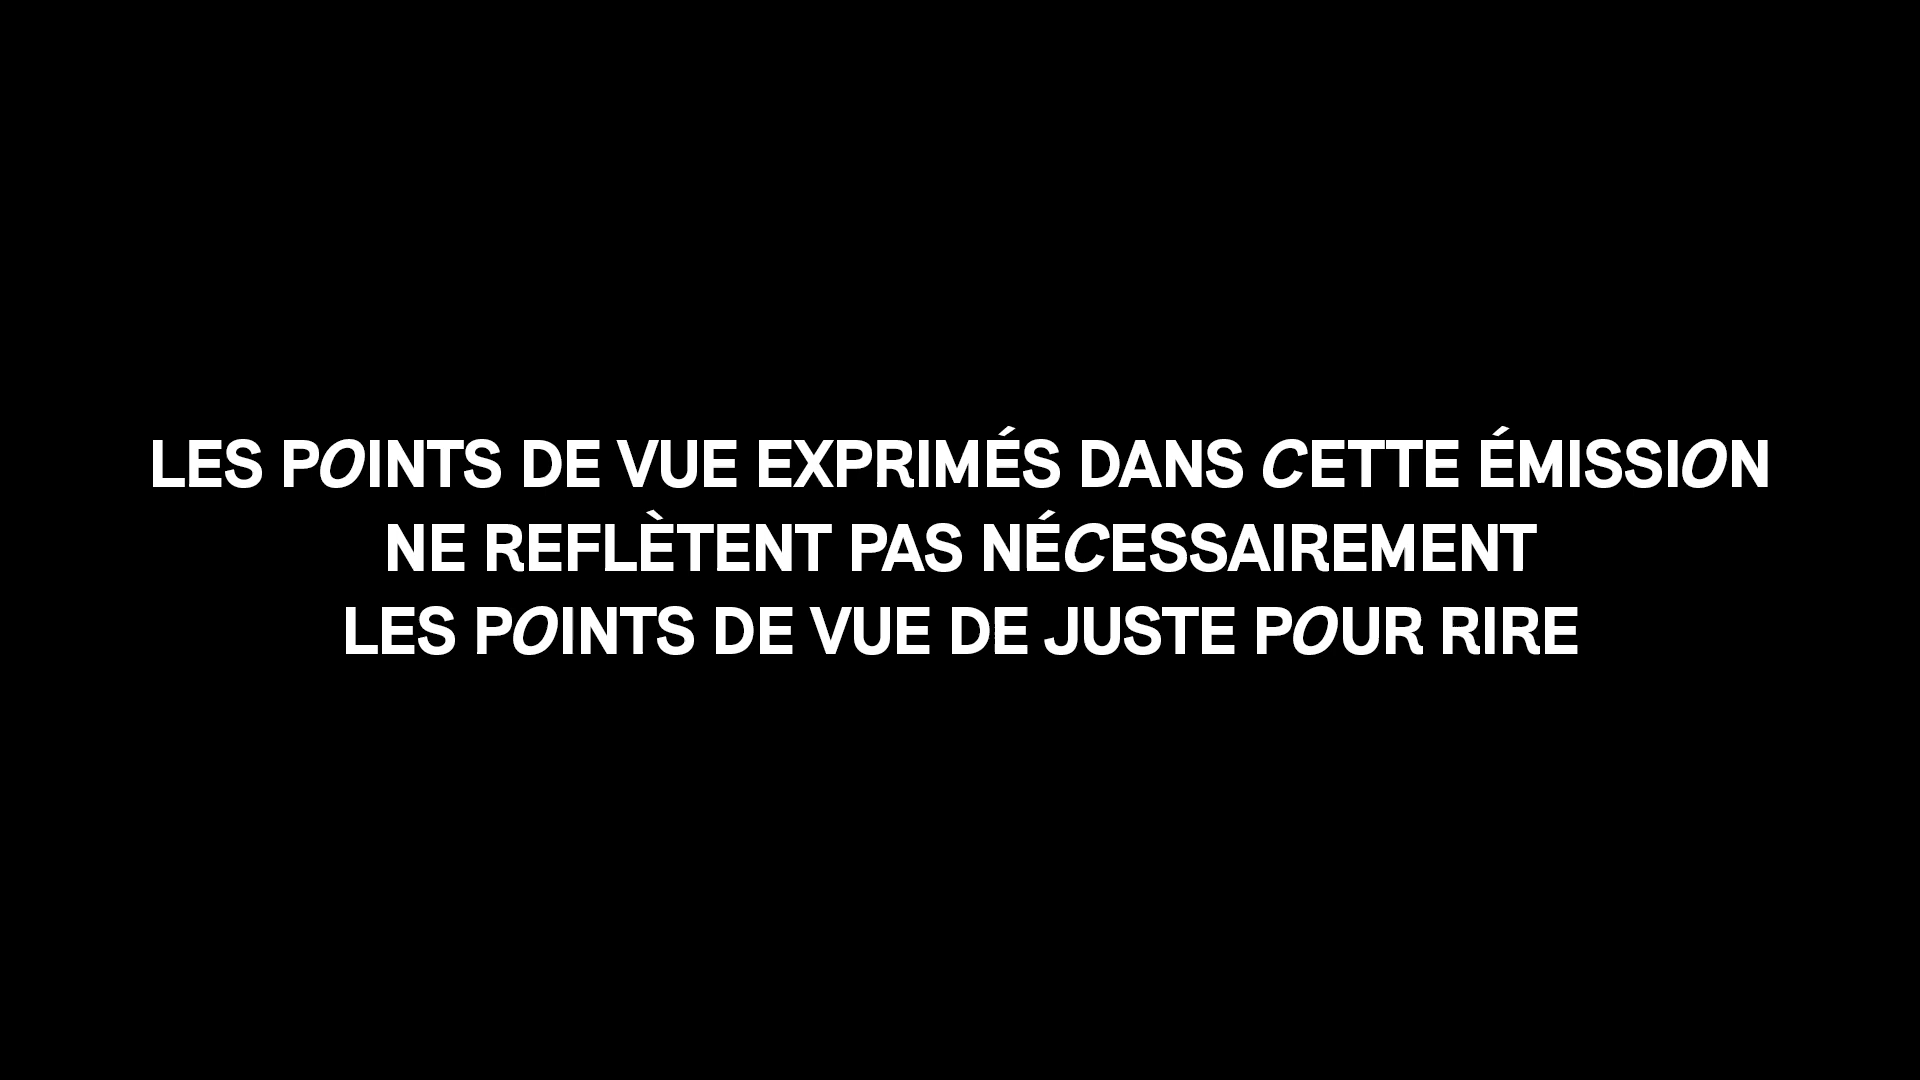 LES POINTS DE VUE EXPRIMÉS DANS CETTE ÉMISSION
NE REFLÈTENT PAS NÉCESSAIREMENT
LES POINTS DE VUE DE JUSTE POUR RIRE